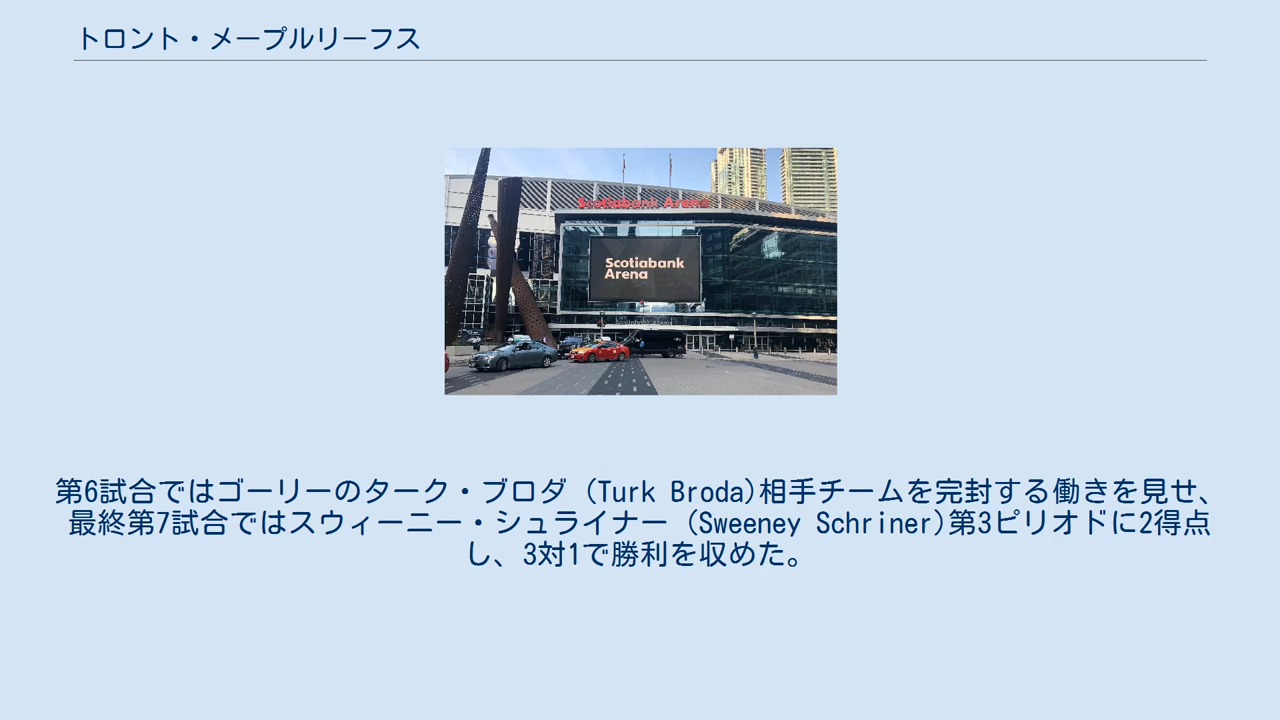 トロント・メープルリーフス
Scotiabank Arena
Scotiabank
Arena
第6試合ではゴーリーのターク・ブロダ (Turk Broda)相手チームを完封する働きを見せ、
最終第7試合ではスウィーニー・シュライナー (Sweeney Schriner)第3ピリオドに2得点
し、3対1で勝利を収めた。